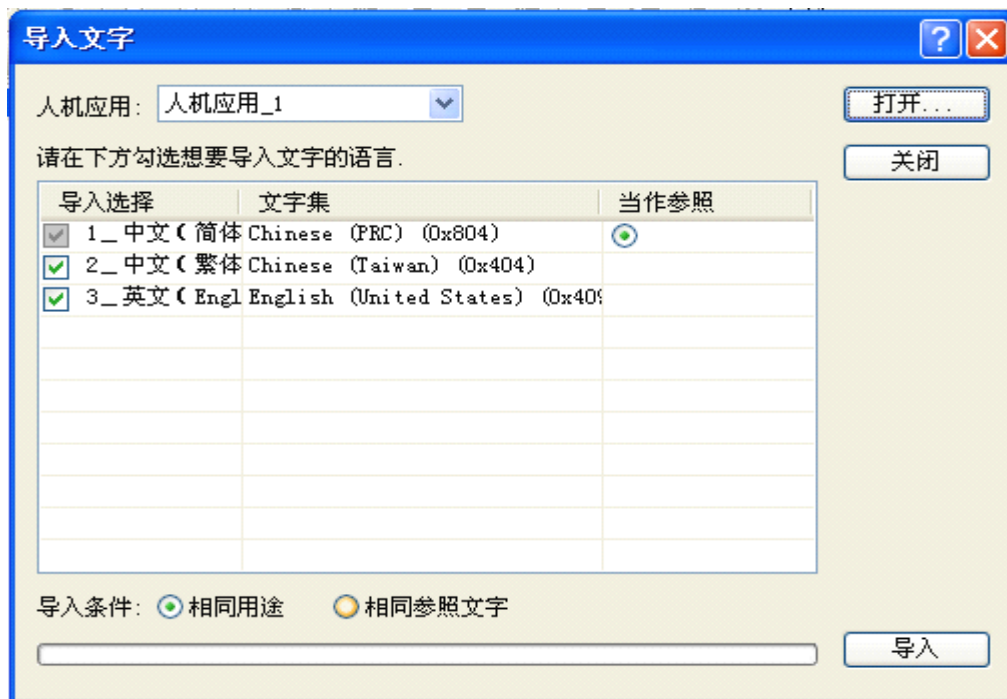 导入文字
人机应用: 人机应用_1
打开...
请在下方勾选想要导入文字的语言.
关闭
导入选择 文字集 当作参照
1_中文(简体 Chinese (PRC) (0x804)
2_中文(繁体 Chinese (Taiwan) (0x404)
3_英文(Engl English (United States) (0x409
导入条件: 相同用途 相同参照文字
导入